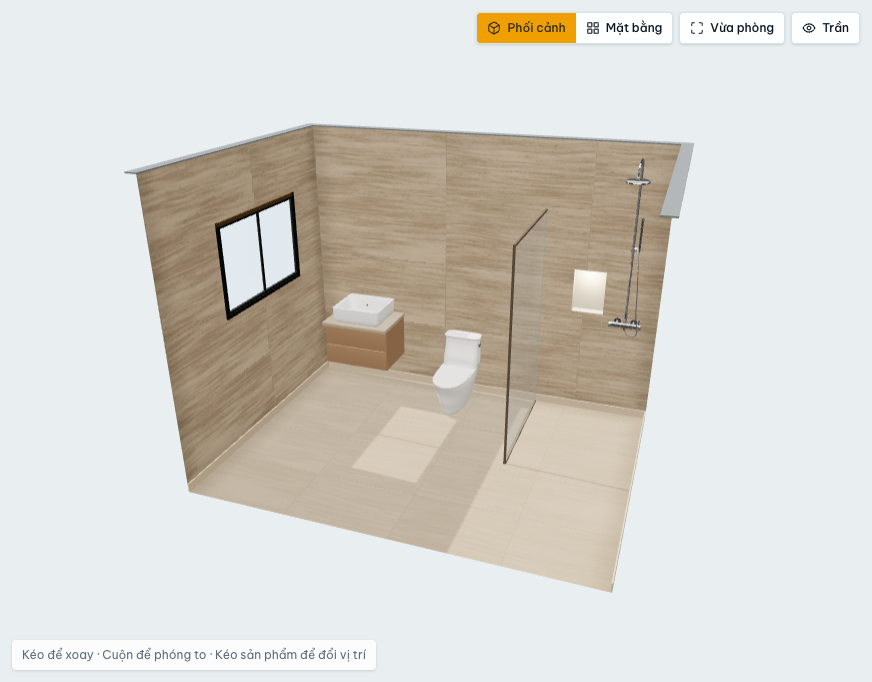 Phối cảnh
Mặt bằng
Vừa phòng
Trần
Kéo để xoay · Cuộn để phóng to · Kéo sản phẩm để đổi vị trí